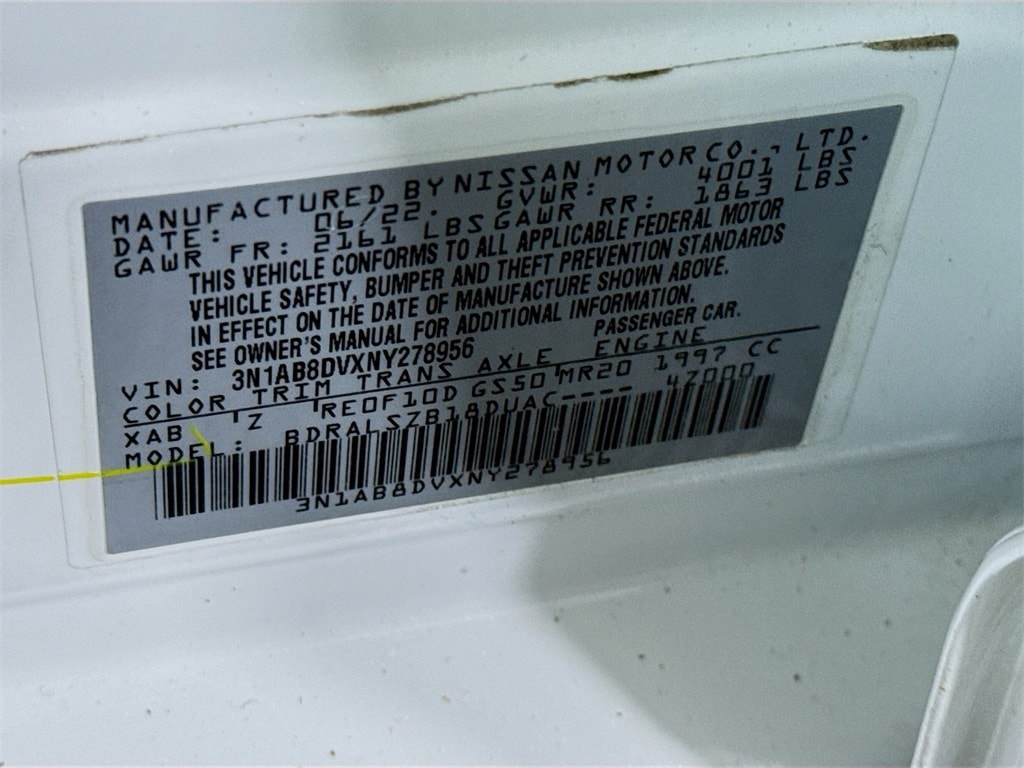 MANUFACTURED BY NISSAN MOTOR CO., LTD.
DATE: 06/22. GVWR: 4001 LBS
GAWR FR: 2161 LBS GAWR RR: 1863 LBS
THIS VEHICLE CONFORMS TO ALL APPLICABLE FEDERAL MOTOR
VEHICLE SAFETY, BUMPER AND THEFT PREVENTION STANDARDS
IN EFFECT ON THE DATE OF MANUFACTURE SHOWN ABOVE.
SEE OWNER'S MANUAL FOR ADDITIONAL INFORMATION.
VIN: 3N1AB8DVXNY278956 PASSENGER CAR.
COLOR TRIM TRANS AXLE ENGINE
XAB Z RE0F10D GS50 MR20 1997 CC
MODEL: BDRALSZB18DUAC---- 47000
3N1AB8DVXNY278956